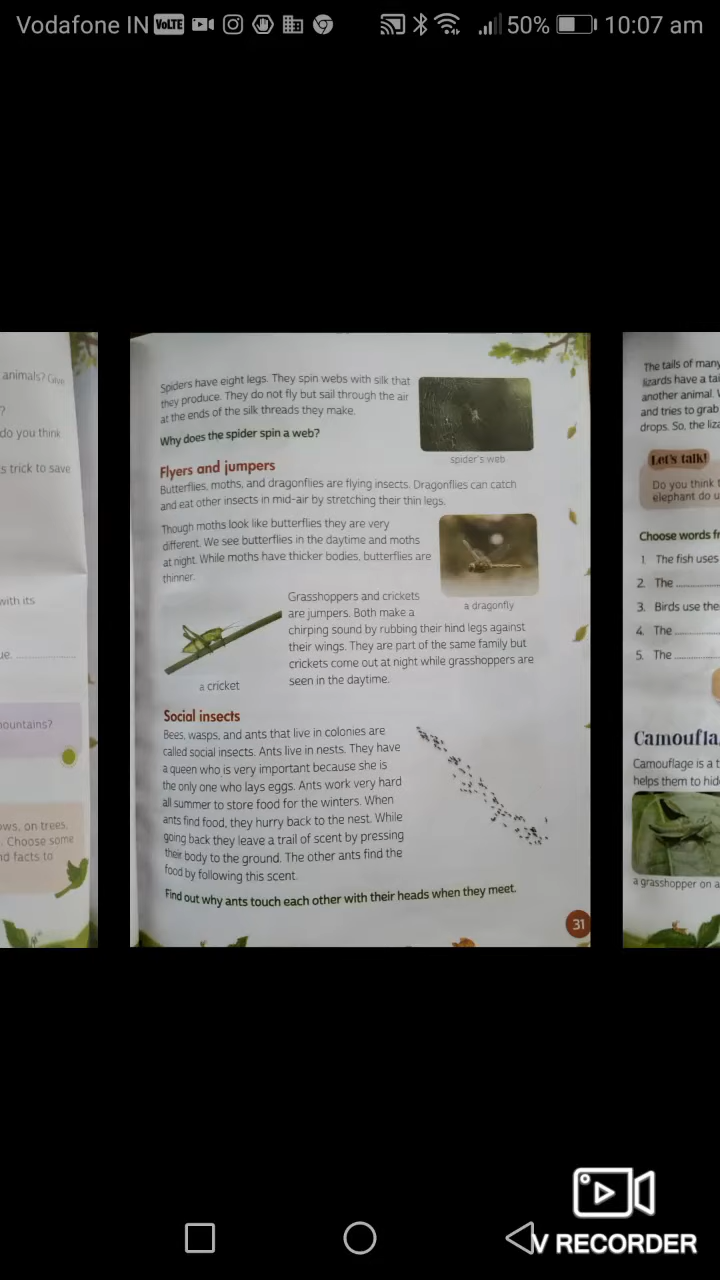 Vodafone IN VoLTE 50% 10:07 am
animals? Give
?
do you think
s trick to save
with its
ue.
mountains?
ows, on trees,
. Choose some
nd facts to
Spiders have eight legs. They spin webs with silk that
they produce. They do not fly but sail through the air
at the ends of the silk threads they make.
Why does the spider spin a web?
spider's web
Flyers and jumpers
Butterflies, moths, and dragonflies are flying insects. Dragonflies can catch
and eat other insects in mid-air by stretching their thin legs.
Though moths look like butterflies they are very
different. We see butterflies in the daytime and moths
at night. While moths have thicker bodies, butterflies are
thinner.
a dragonfly
Grasshoppers and crickets
are jumpers. Both make a
chirping sound by rubbing their hind legs against
their wings. They are part of the same family but
crickets come out at night while grasshoppers are
seen in the daytime.
a cricket
Social insects
Bees, wasps, and ants that live in colonies are
called social insects. Ants live in nests. They have
a queen who is very important because she is
the only one who lays eggs. Ants work very hard
all summer to store food for the winters. When
ants find food, they hurry back to the nest. While
going back they leave a trail of scent by pressing
their body to the ground. The other ants find the
food by following this scent.
Find out why ants touch each other with their heads when they meet.
31
The tails of many
lizards have a tai
another animal. W
and tries to grab
drops. So, the liza
Let's talk!
Do you think t
elephant do u
Choose words fr
1 The fish uses
2. The
3. Birds use the
4. The
5. The
Camoufla
Camouflage is a t
helps them to hid
a grasshopper on a
V RECORDER